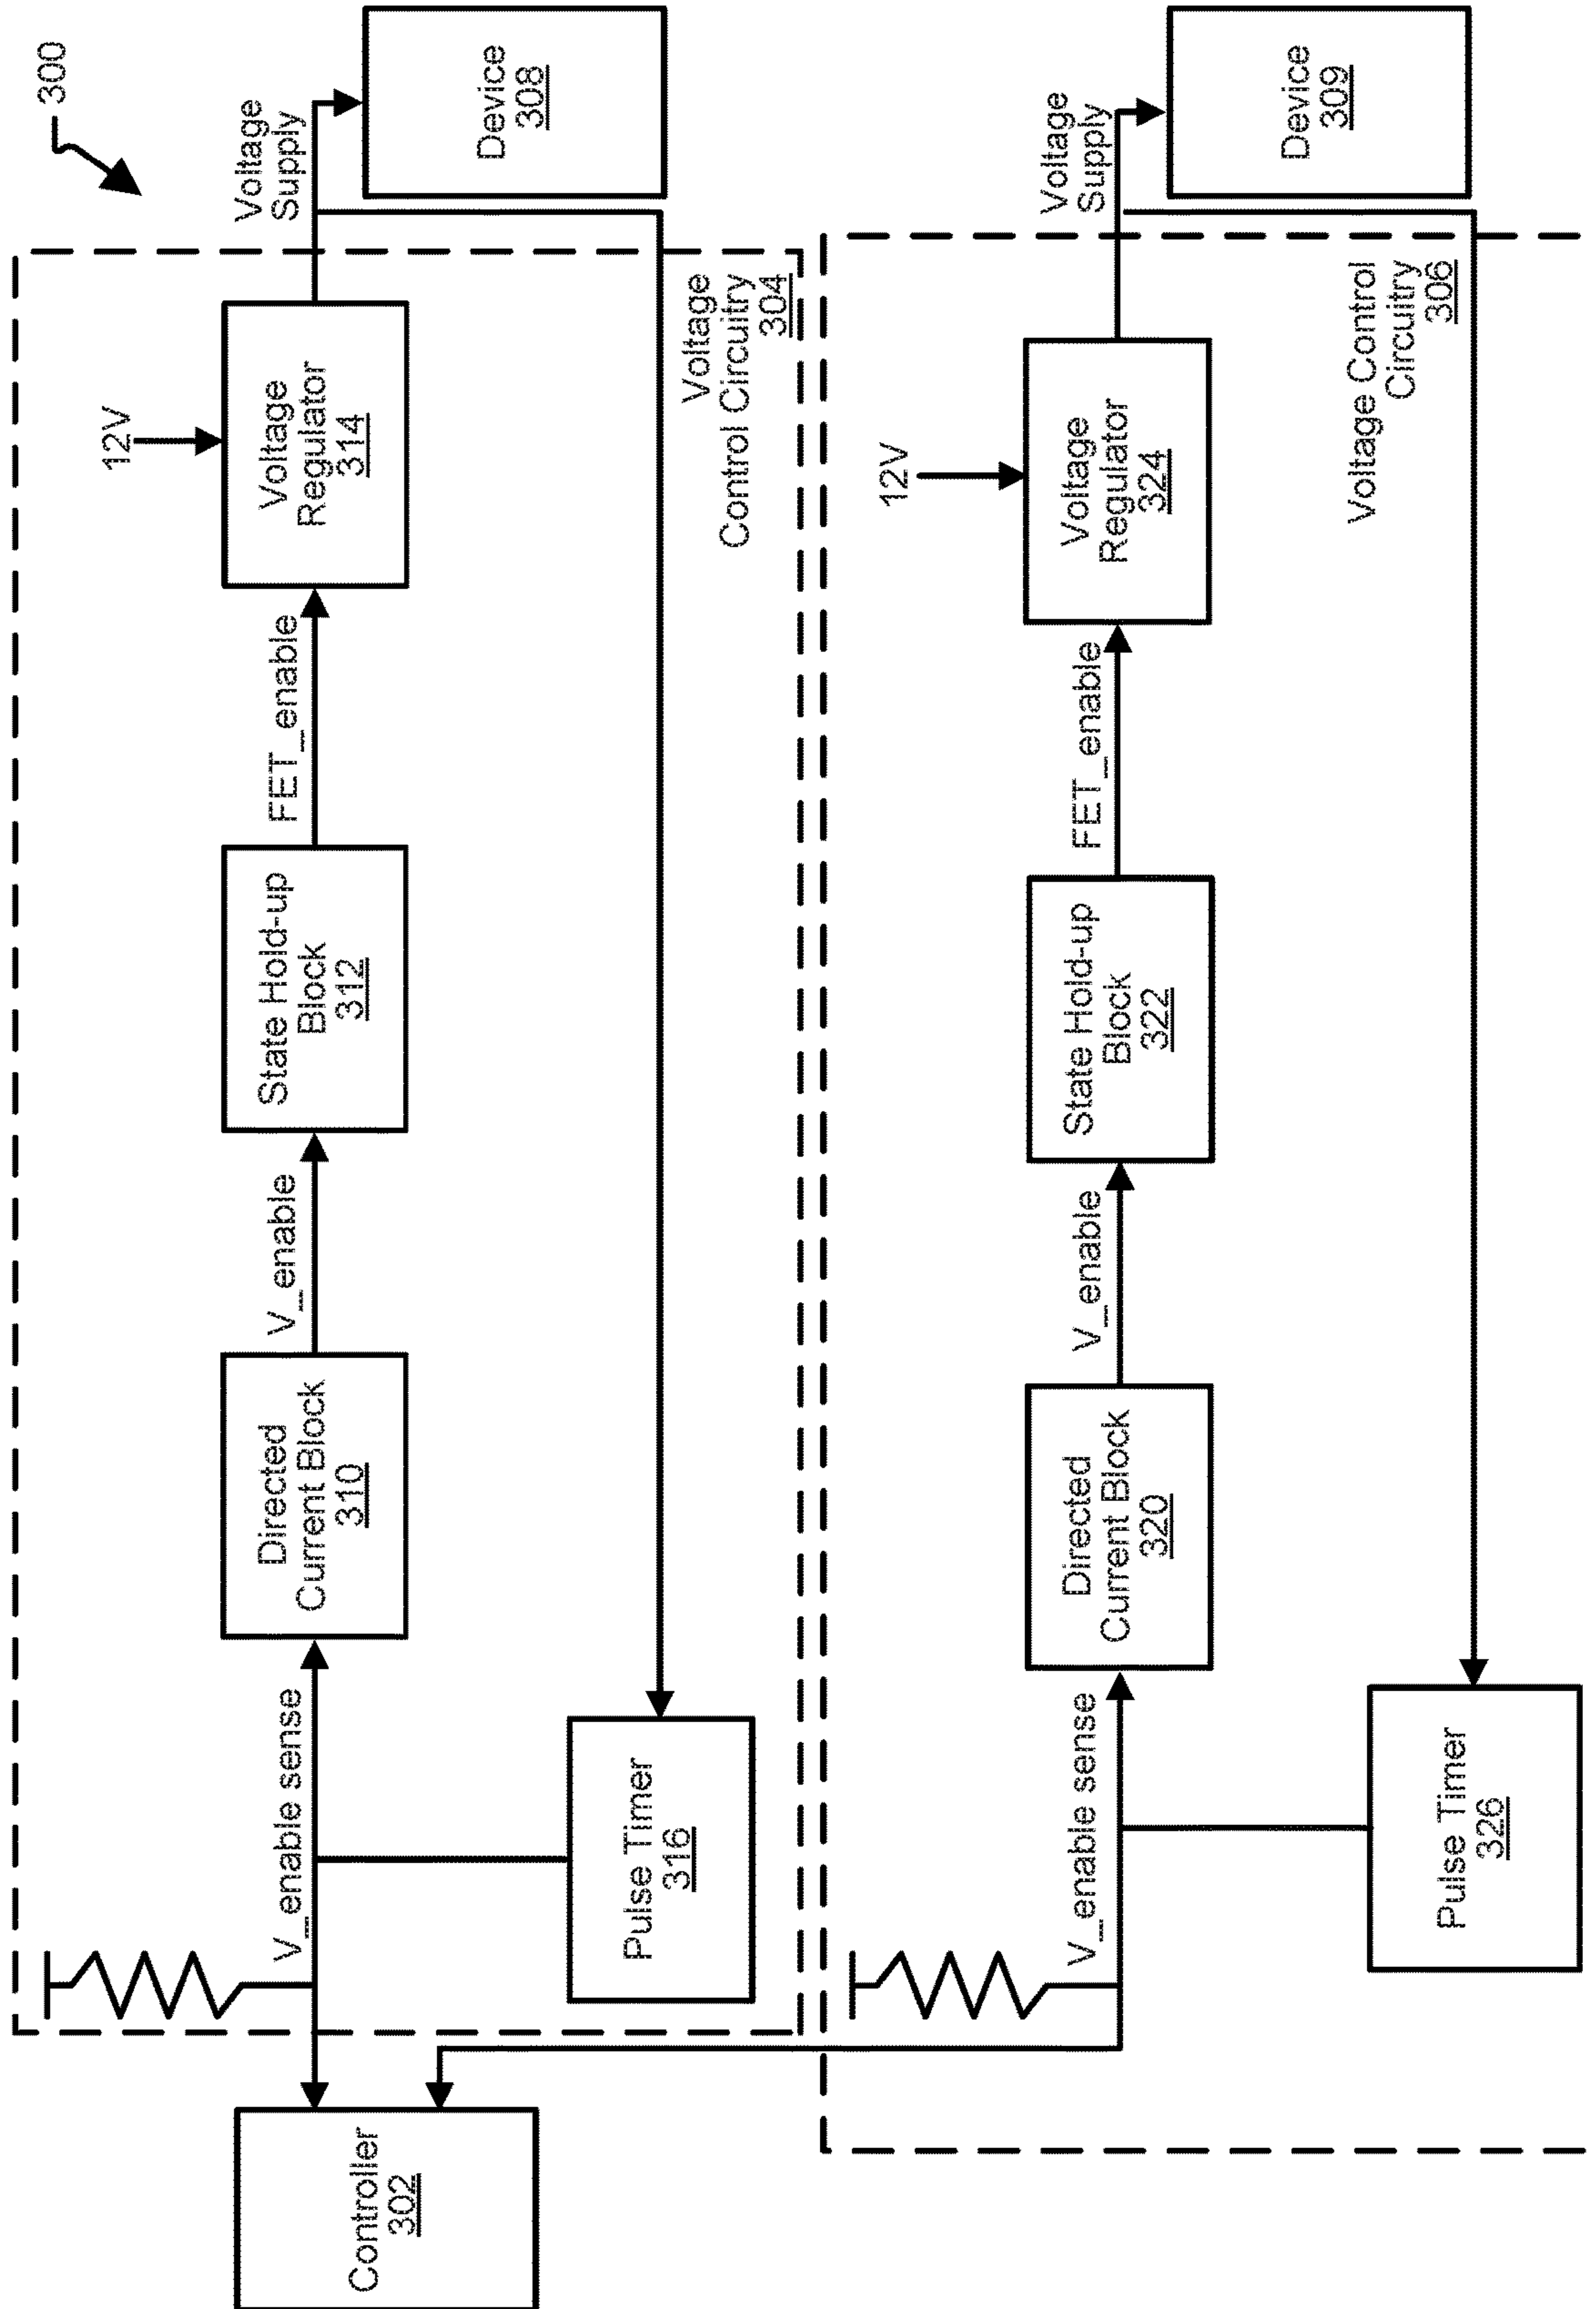 300
Controller
302
V_enable sense
Pulse Timer
316
Directed
Current Block
310
V_enable
State Hold-up
Block
312
FET_enable
12V
Voltage
Regulator
314
Voltage
Control Circuitry
304
Voltage
Supply
Device
308
V_enable sense
Pulse Timer
326
Directed
Current Block
320
V_enable
State Hold-up
Block
322
FET_enable
12V
Voltage
Regulator
324
Voltage Control
Circuitry
306
Voltage
Supply
Device
309